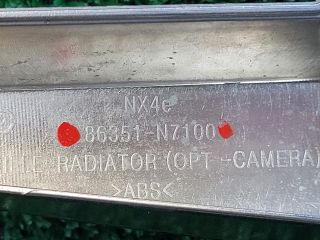 NX4e
86351-N7100
RADIATOR (OPT -CAMERA)
>ABS<